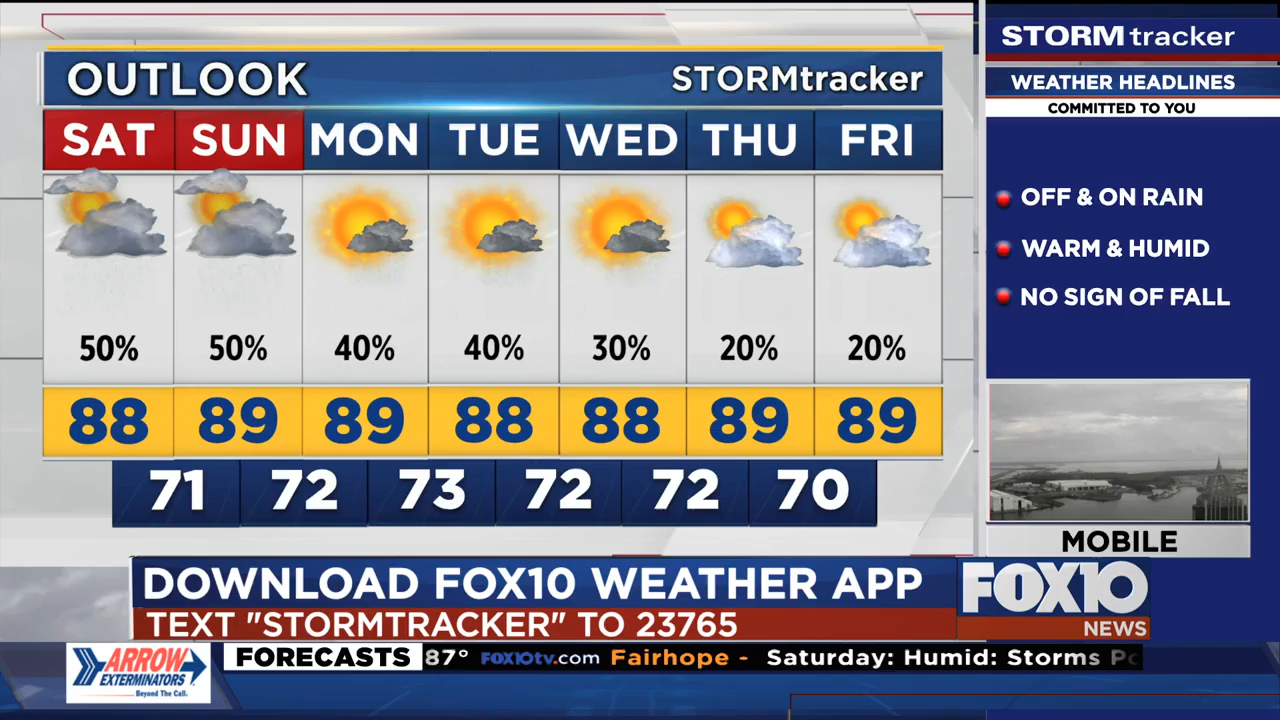 OUTLOOK
STORMtracker
SAT SUN MON TUE WED THU FRI
50% 50% 40% 40% 30% 20% 20%
88 89 89 88 88 89 89
71 72 73 72 72 70
STORM tracker
WEATHER HEADLINES
COMMITTED TO YOU
OFF & ON RAIN
WARM & HUMID
NO SIGN OF FALL
MOBILE
DOWNLOAD FOX10 WEATHER APP
TEXT "STORMTRACKER" TO 23765
FOX10
NEWS
ARROW
EXTERMINATORS
Beyond The Call.
FORECASTS
87° FOX10tv.com Fairhope - Saturday: Humid: Storms